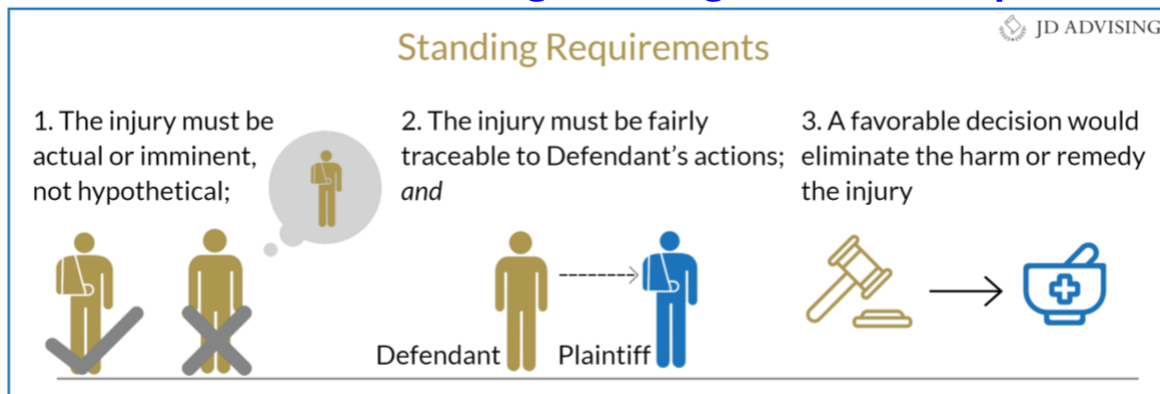 JD ADVISING
Standing Requirements
1. The injury must be
actual or imminent,
not hypothetical;
2. The injury must be fairly
traceable to Defendant's actions;
and
3. A favorable decision would
eliminate the harm or remedy
the injury
Defendant
Plaintiff